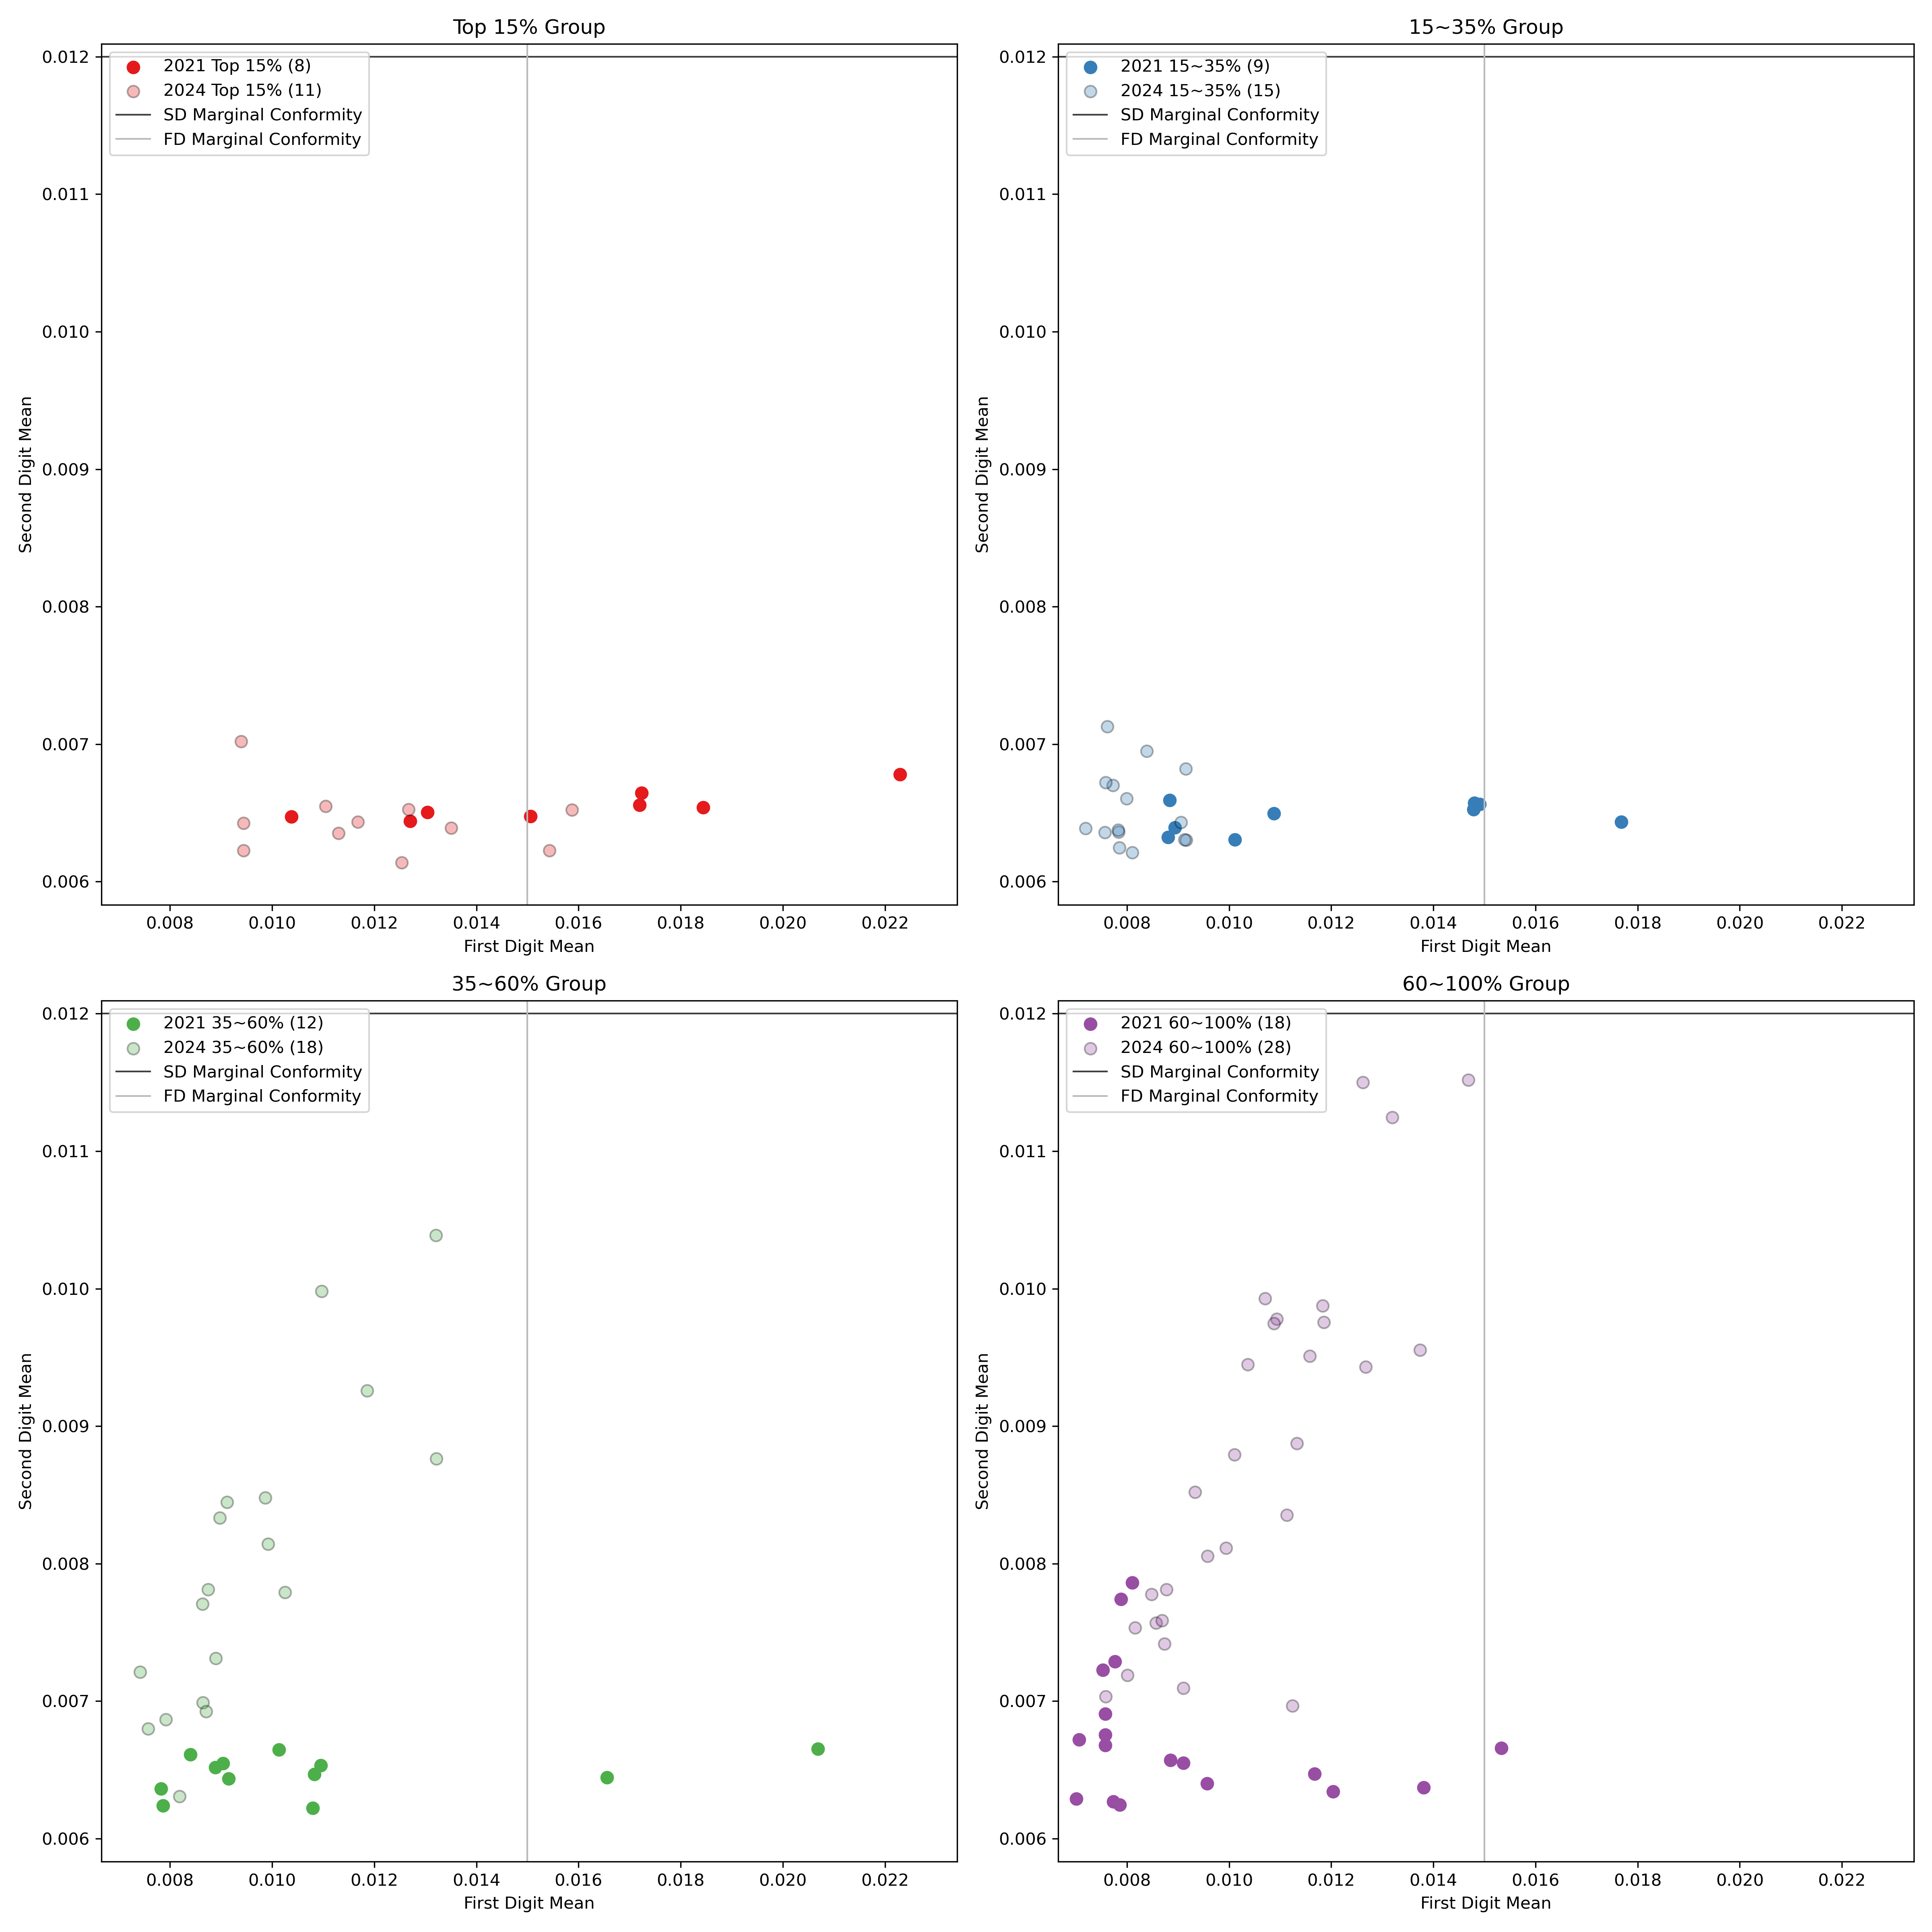 Top 15% Group
0.012
0.011
0.010
0.009
0.008
0.007
0.006
Second Digit Mean
2021 Top 15% (8)
2024 Top 15% (11)
SD Marginal Conformity
FD Marginal Conformity
0.008 0.010 0.012 0.014 0.016 0.018 0.020 0.022
First Digit Mean
15~35% Group
0.012
0.011
0.010
0.009
0.008
0.007
0.006
Second Digit Mean
2021 15~35% (9)
2024 15~35% (15)
SD Marginal Conformity
FD Marginal Conformity
0.008 0.010 0.012 0.014 0.016 0.018 0.020 0.022
First Digit Mean
35~60% Group
0.012
0.011
0.010
0.009
0.008
0.007
0.006
Second Digit Mean
2021 35~60% (12)
2024 35~60% (18)
SD Marginal Conformity
FD Marginal Conformity
0.008 0.010 0.012 0.014 0.016 0.018 0.020 0.022
First Digit Mean
60~100% Group
0.012
0.011
0.010
0.009
0.008
0.007
0.006
Second Digit Mean
2021 60~100% (18)
2024 60~100% (28)
SD Marginal Conformity
FD Marginal Conformity
0.008 0.010 0.012 0.014 0.016 0.018 0.020 0.022
First Digit Mean